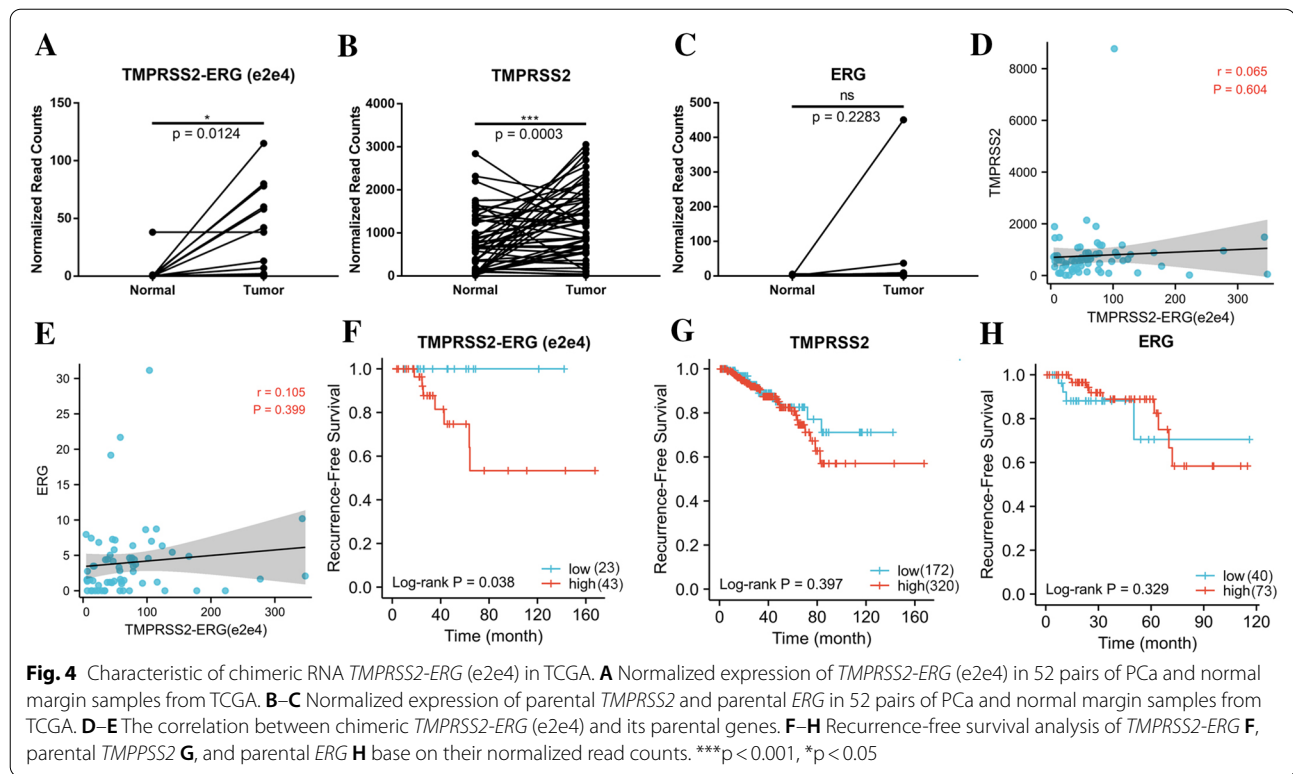 A
TMPRSS2-ERG (e2e4)
Normalized Read Counts
150
100
50
0
*
p = 0.0124
Normal Tumor
B
TMPRSS2
Normalized Read Counts
4000
3000
2000
1000
0
***
p = 0.0003
Normal Tumor
C
ERG
Normalized Read Counts
500
400
300
200
100
0
ns
p = 0.2283
Normal Tumor
D
TMPRSS2
8000
6000
4000
2000
0
r = 0.065
P = 0.604
0 100 200 300
TMPRSS2-ERG(e2e4)
E
ERG
30
25
20
15
10
5
0
r = 0.105
P = 0.399
0 100 200 300
TMPRSS2-ERG(e2e4)
F
TMPRSS2-ERG (e2e4)
Recurrence-Free Survival
1.0
0.8
0.6
0.4
0.2
0.0
Log-rank P = 0.038
low (23)
high(43)
0 40 80 120 160
Time (month)
G
TMPRSS2
Recurrence-Free Survival
1.0
0.8
0.6
0.4
0.2
0.0
Log-rank P = 0.397
low(172)
high(320)
0 40 80 120 160
Time (month)
H
ERG
Recurrence-Free Survival
1.0
0.8
0.6
0.4
0.2
0.0
Log-rank P = 0.329
low(40)
high(73)
0 30 60 90 120
Time (month)
Fig. 4 Characteristic of chimeric RNA TMPRSS2-ERG (e2e4) in TCGA. A Normalized expression of TMPRSS2-ERG (e2e4) in 52 pairs of PCa and normal
margin samples from TCGA. B–C Normalized expression of parental TMPRSS2 and parental ERG in 52 pairs of PCa and normal margin samples from
TCGA. D–E The correlation between chimeric TMPRSS2-ERG (e2e4) and its parental genes. F–H Recurrence-free survival analysis of TMPRSS2-ERG F,
parental TMPPSS2 G, and parental ERG H base on their normalized read counts. ***p < 0.001, *p < 0.05